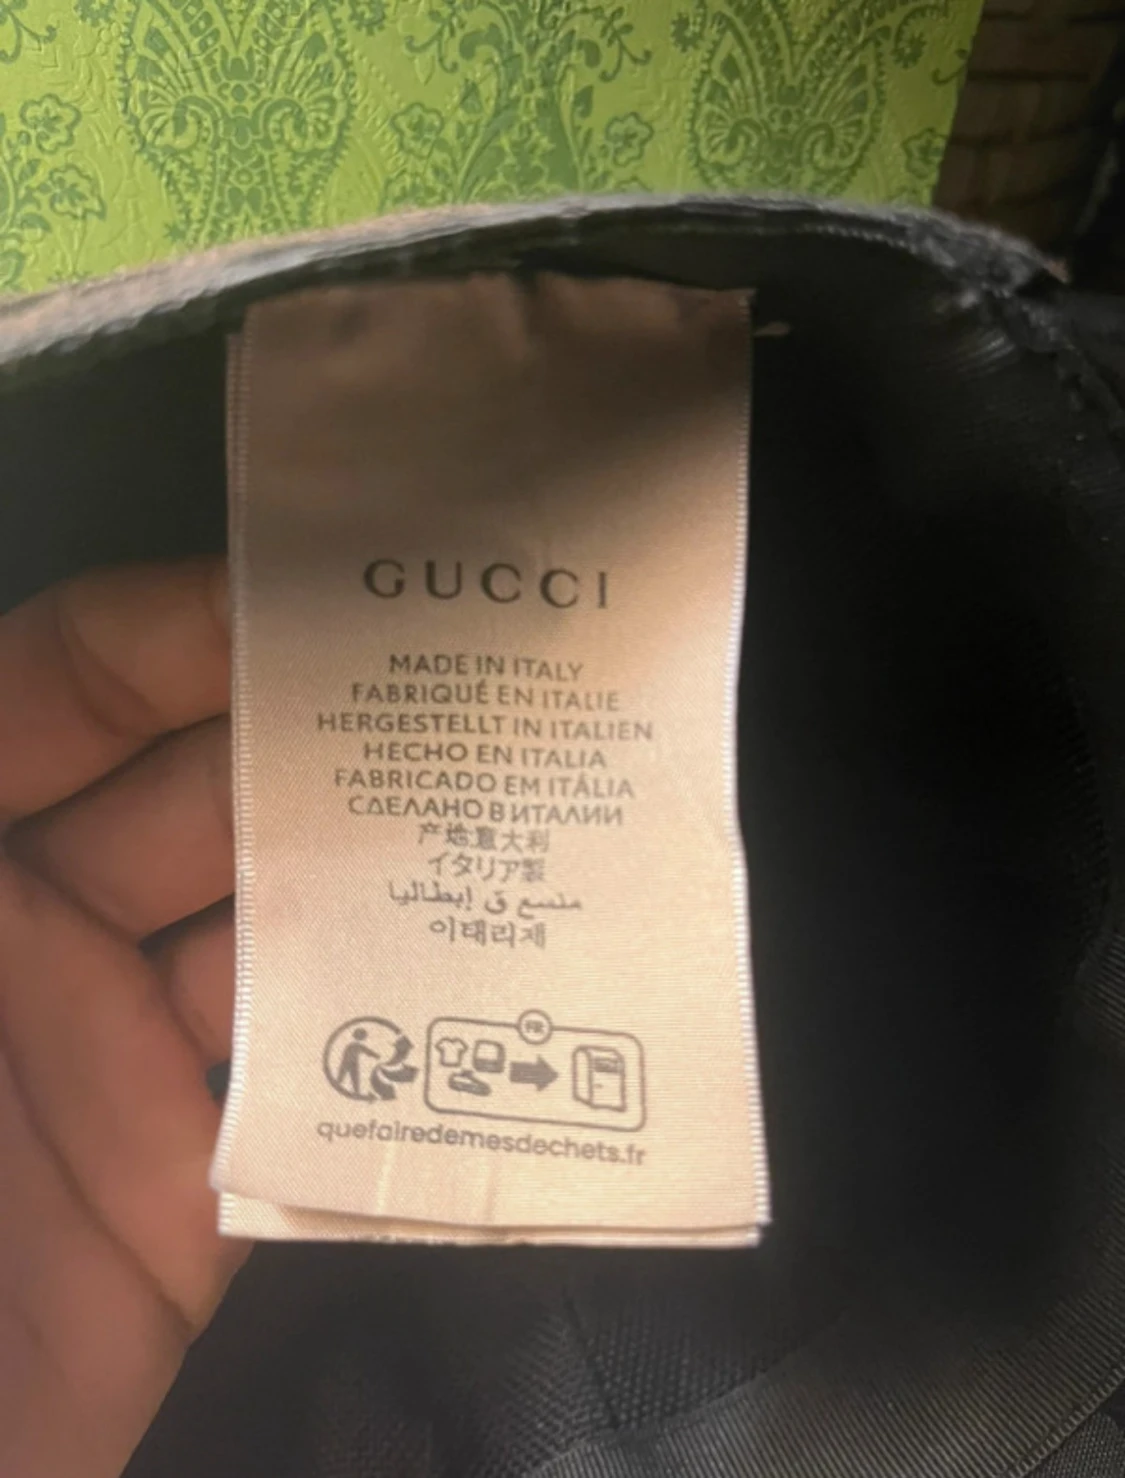 GUCCI
MADE IN ITALY
FABRIQUÉ EN ITALIE
HERGESTELLT IN ITALIEN
HECHO EN ITALIA
FABRICADO EM ITÁLIA
СДЕЛАНО В ИТАЛИИ
产地意大利
イタリア製
إيطاليا
이태리제
FR
quefairedemesdechets.fr